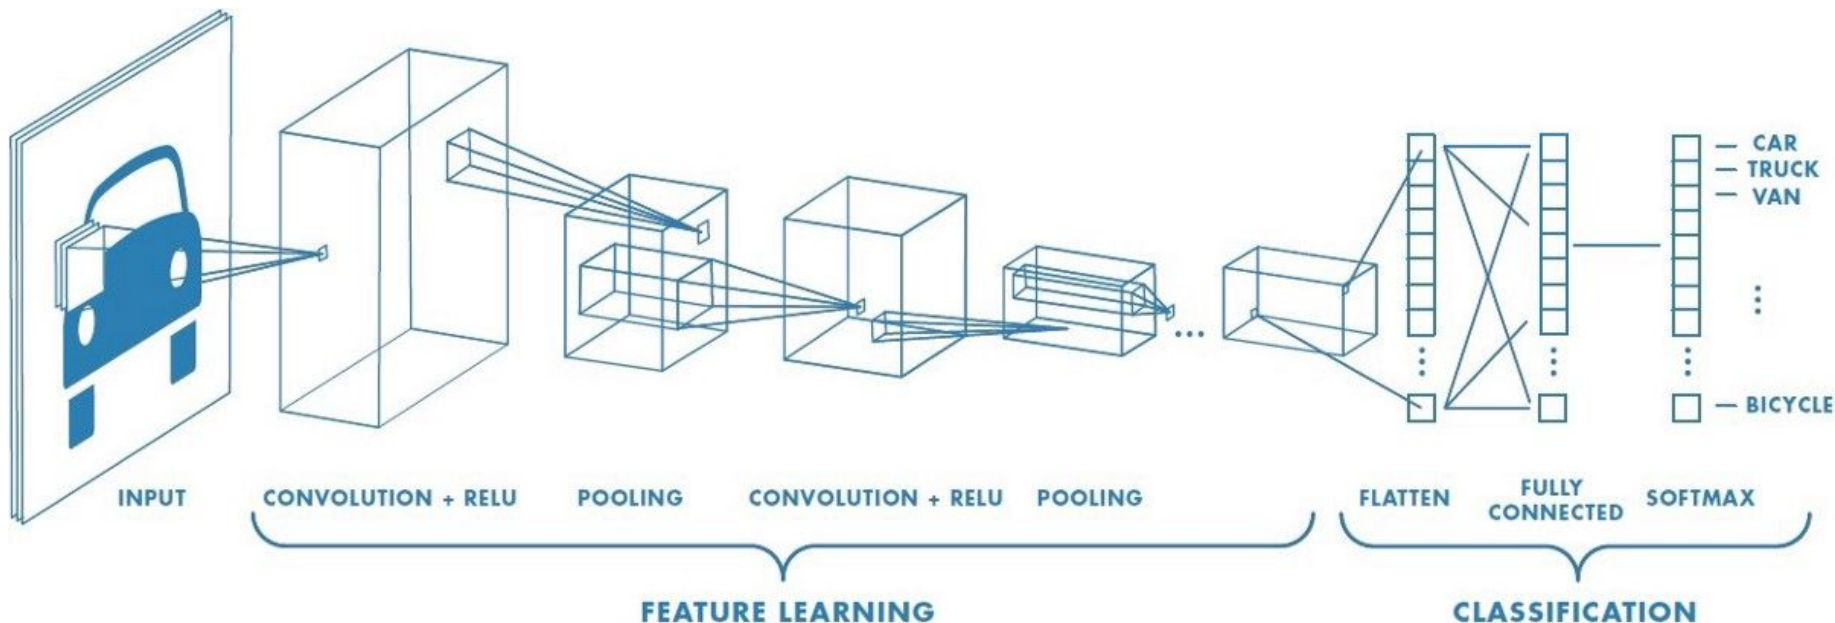 CAR
TRUCK
VAN
BICYCLE
INPUT
CONVOLUTION + RELU
POOLING
CONVOLUTION + RELU
POOLING
FLATTEN
FULLY
CONNECTED
SOFTMAX
FEATURE LEARNING
CLASSIFICATION